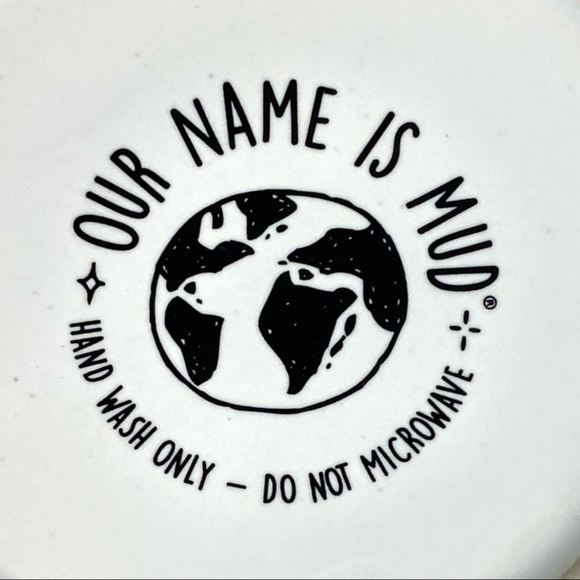 OUR NAME IS MUD®
HAND WASH ONLY – DO NOT MICROWAVE